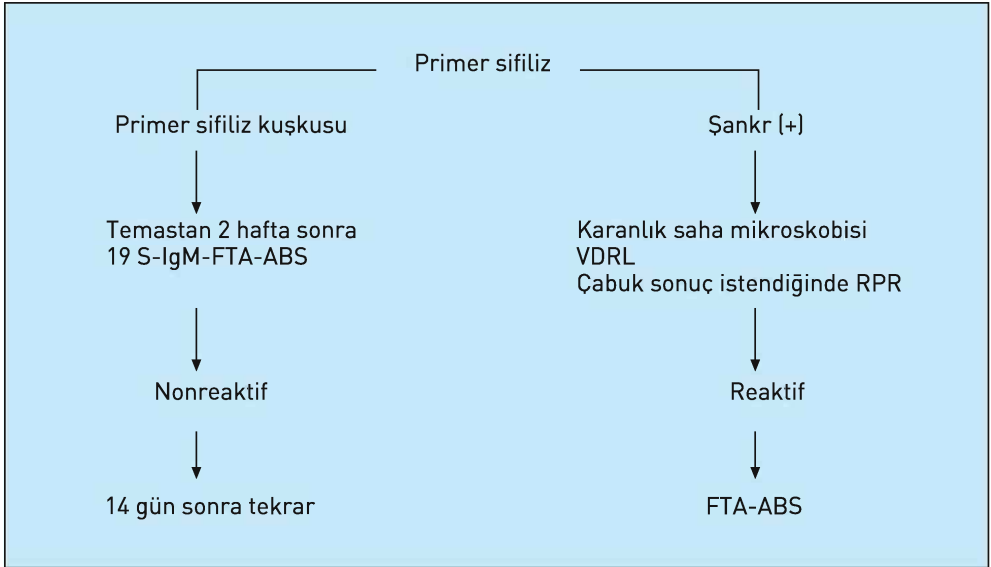 Primer sifiliz
Primer sifiliz kuşkusu
Temastan 2 hafta sonra
19 S-IgM-FTA-ABS
Nonreaktif
14 gün sonra tekrar
Şankr (+)
Karanlık saha mikroskobisi
VDRL
Çabuk sonuç istendiğinde RPR
Reaktif
FTA-ABS